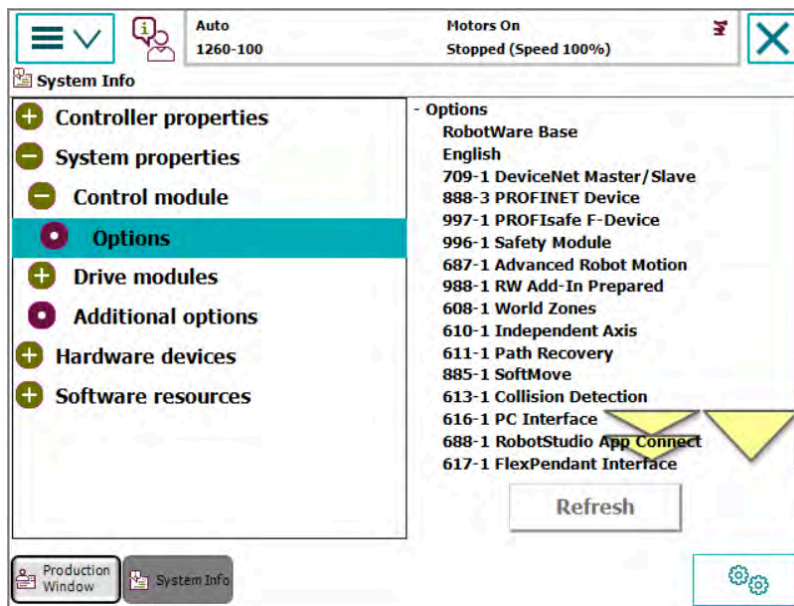 Auto
1260-100
Motors On
Stopped (Speed 100%)
System Info
Controller properties
System properties
Control module
Options
Drive modules
Additional options
Hardware devices
Software resources
- Options
RobotWare Base
English
709-1 DeviceNet Master/Slave
888-3 PROFINET Device
997-1 PROFIsafe F-Device
996-1 Safety Module
687-1 Advanced Robot Motion
988-1 RW Add-In Prepared
608-1 World Zones
610-1 Independent Axis
611-1 Path Recovery
885-1 SoftMove
613-1 Collision Detection
616-1 PC Interface
688-1 RobotStudio App Connect
617-1 FlexPendant Interface
Refresh
Production
Window
System Info